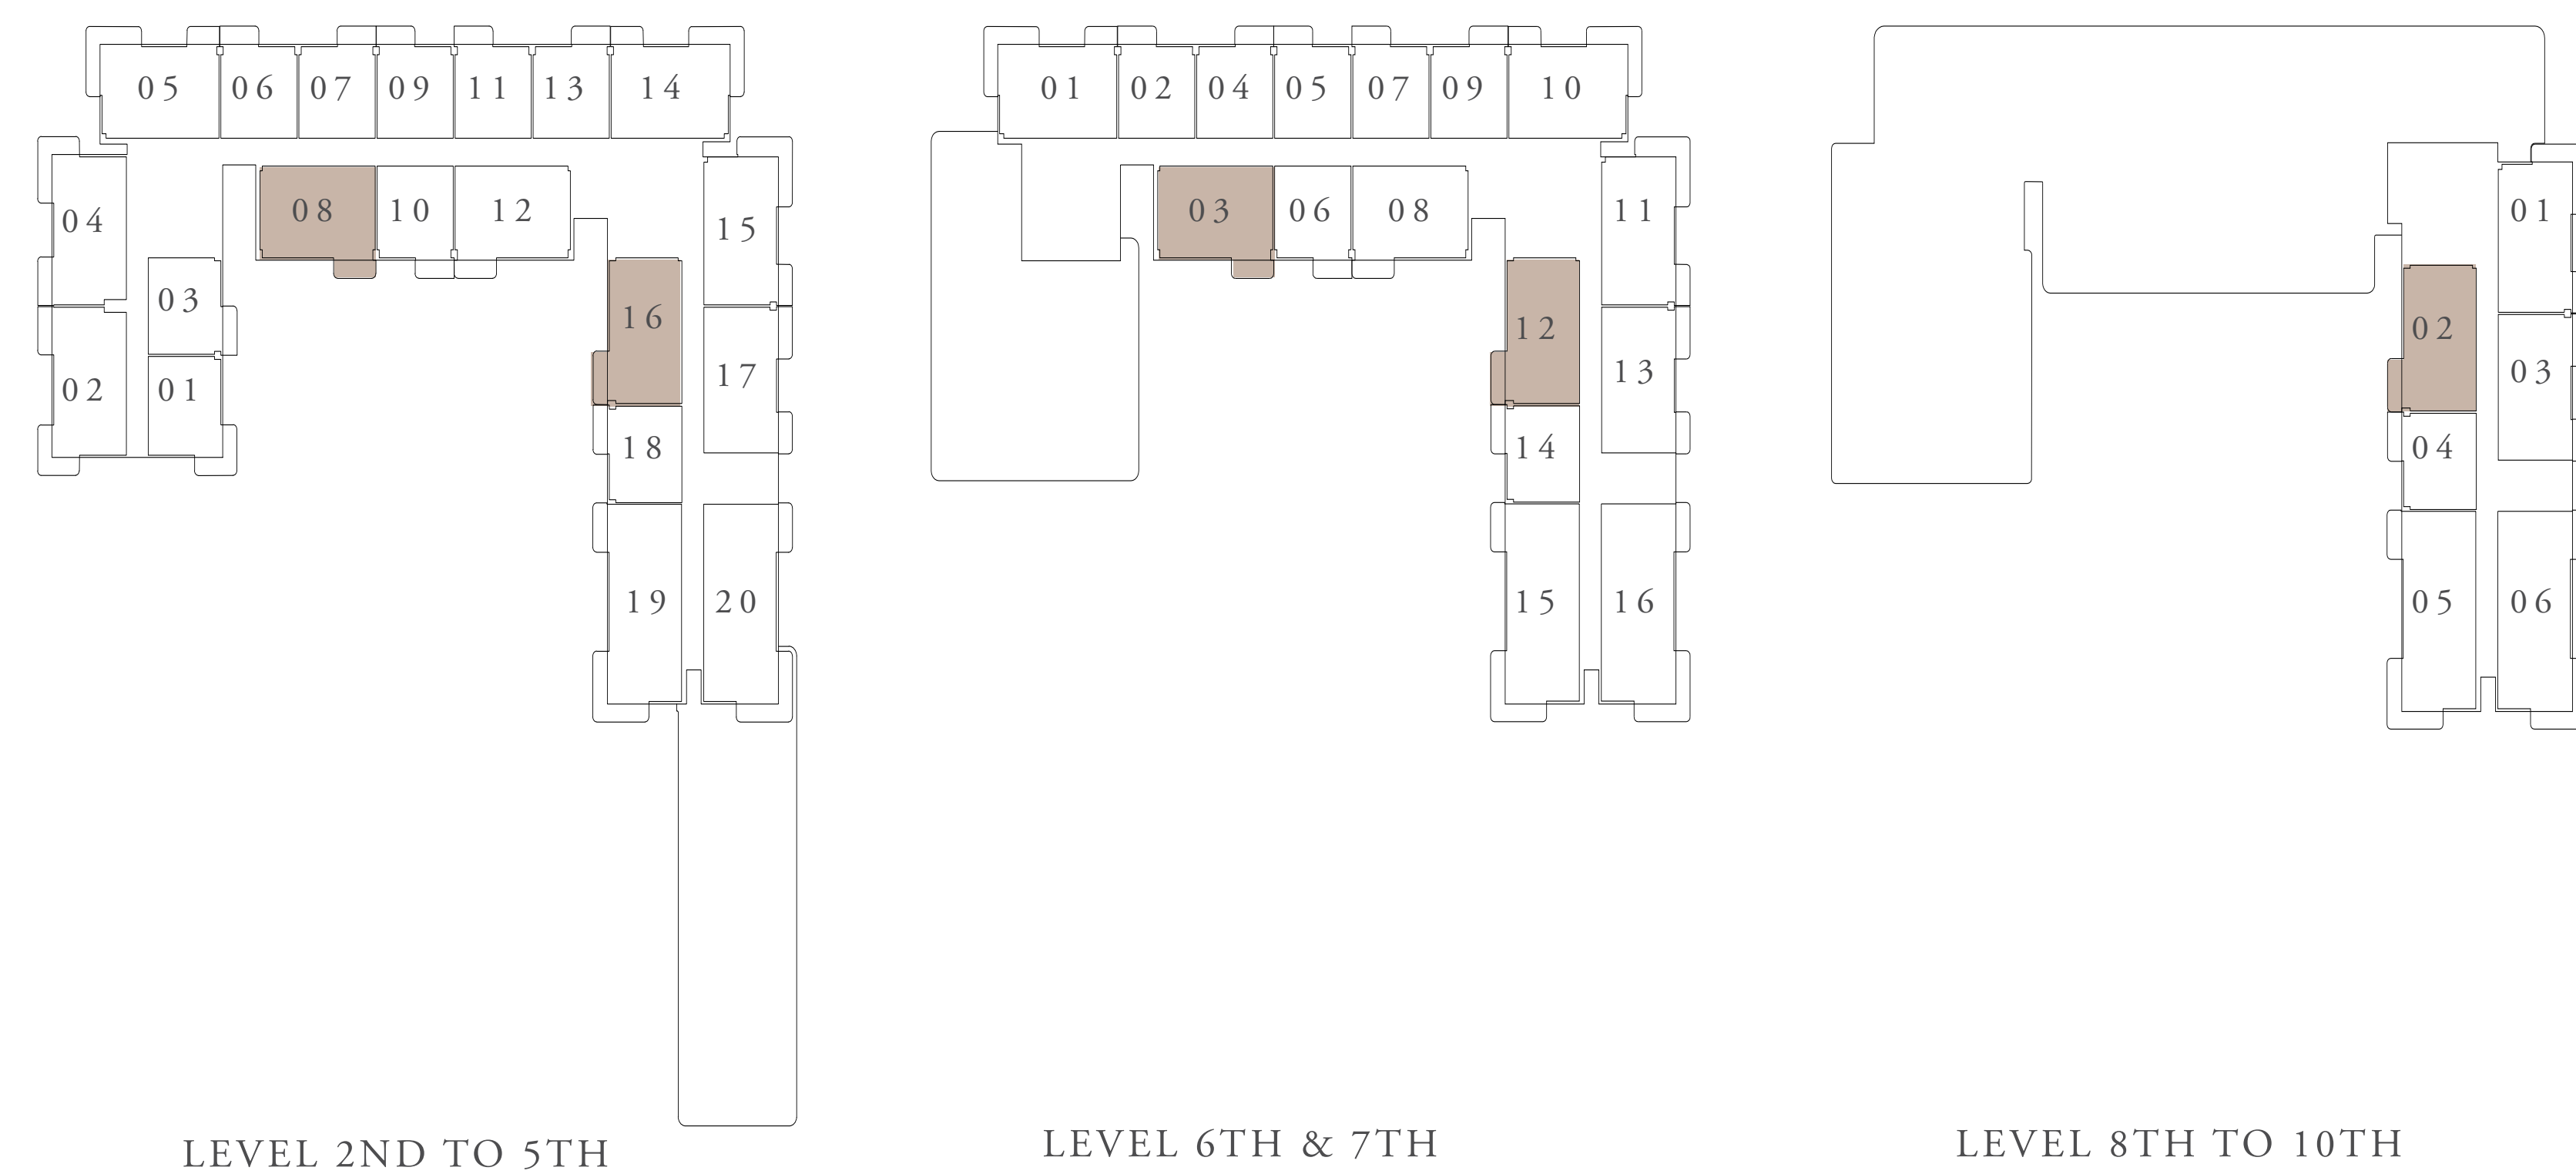 05 06 07 09 11 13 14
04 08 10 12 15
03 16
02 01 17
18
19 20
LEVEL 2ND TO 5TH
01 02 04 05 07 09 10
03 06 08 11
12 13
14
15 16
LEVEL 6TH & 7TH
01
02 03
04
05 06
LEVEL 8TH TO 10TH